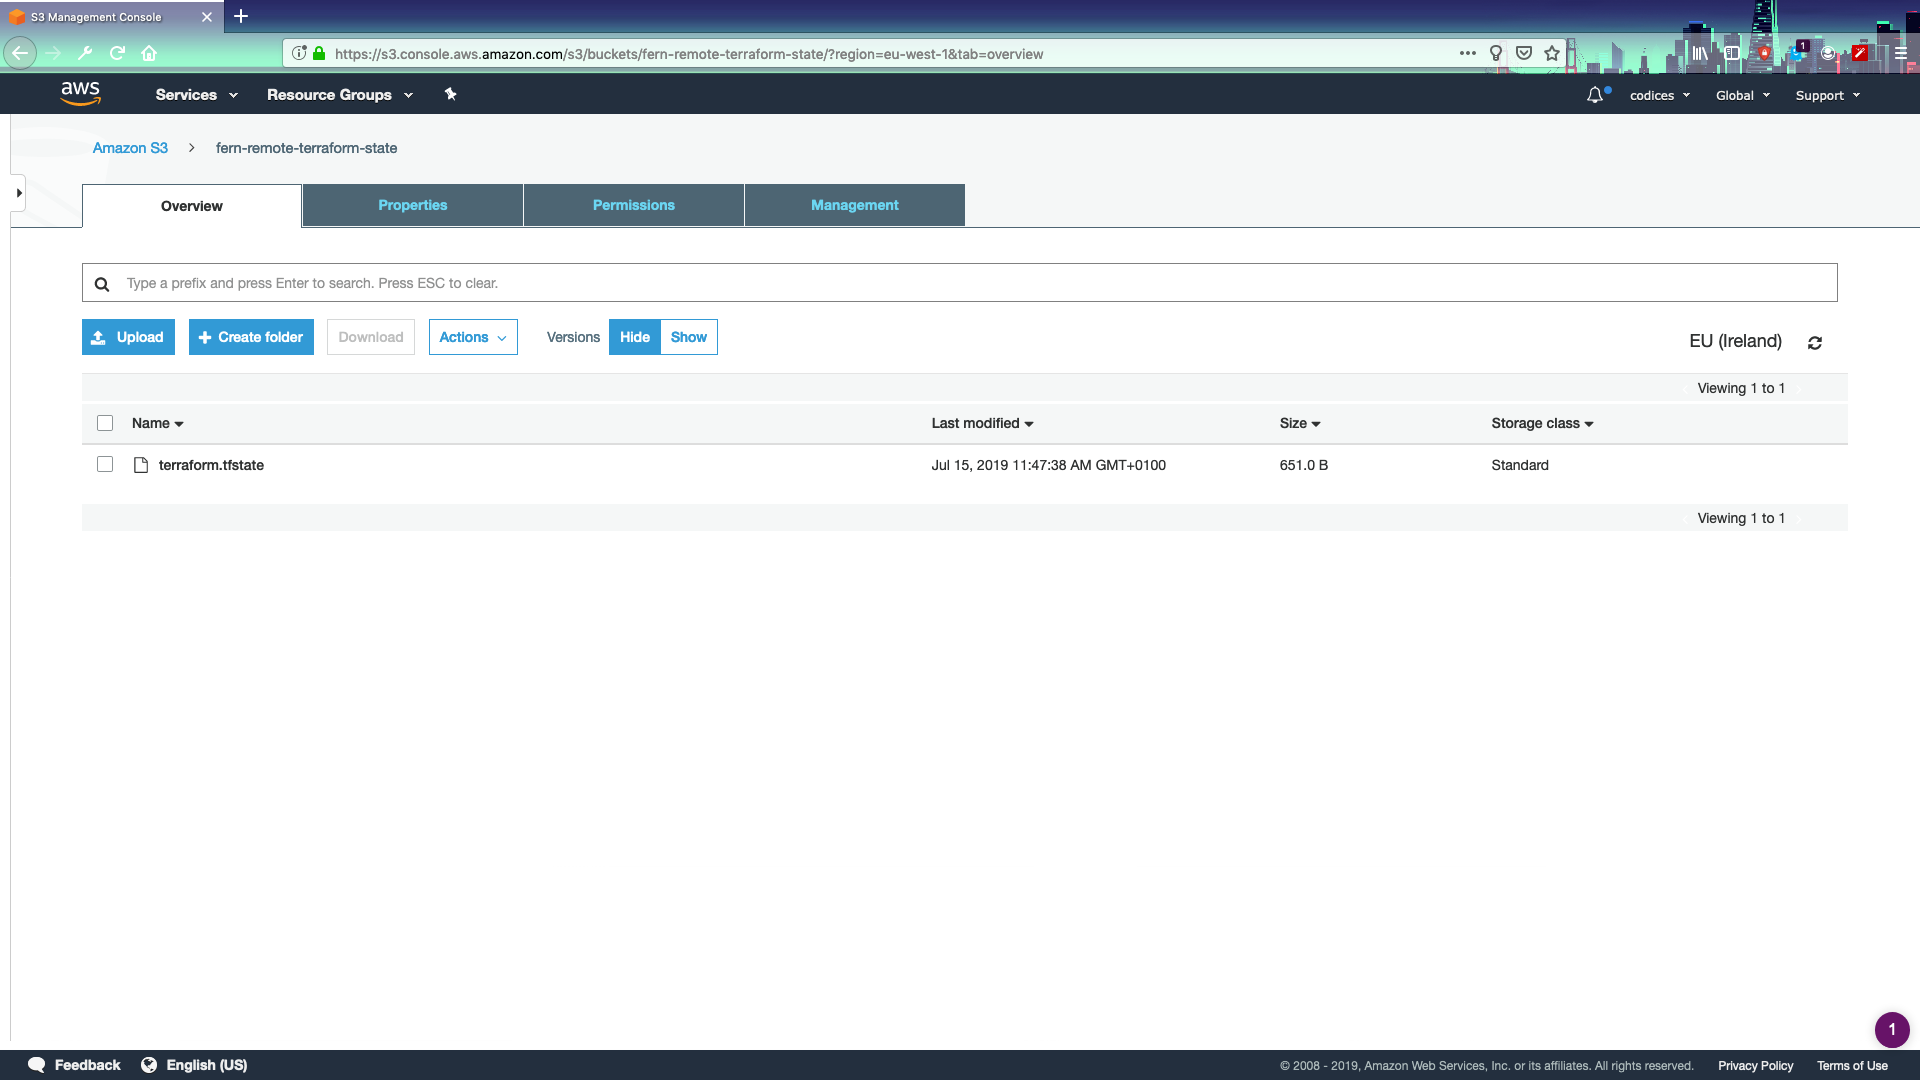 S3 Management Console
https://s3.console.aws.amazon.com/s3/buckets/fern-remote-terraform-state/?region=eu-west-1&tab=overview
1
aws Services Resource Groups codices Global Support
Amazon S3 > fern-remote-terraform-state
Overview Properties Permissions Management
Type a prefix and press Enter to search. Press ESC to clear.
Upload Create folder Download Actions Versions Hide Show EU (Ireland)
Viewing 1 to 1
Name Last modified Size Storage class
terraform.tfstate Jul 15, 2019 11:47:38 AM GMT+0100 651.0 B Standard
Viewing 1 to 1
1
Feedback English (US) © 2008 - 2019, Amazon Web Services, Inc. or its affiliates. All rights reserved. Privacy Policy Terms of Use